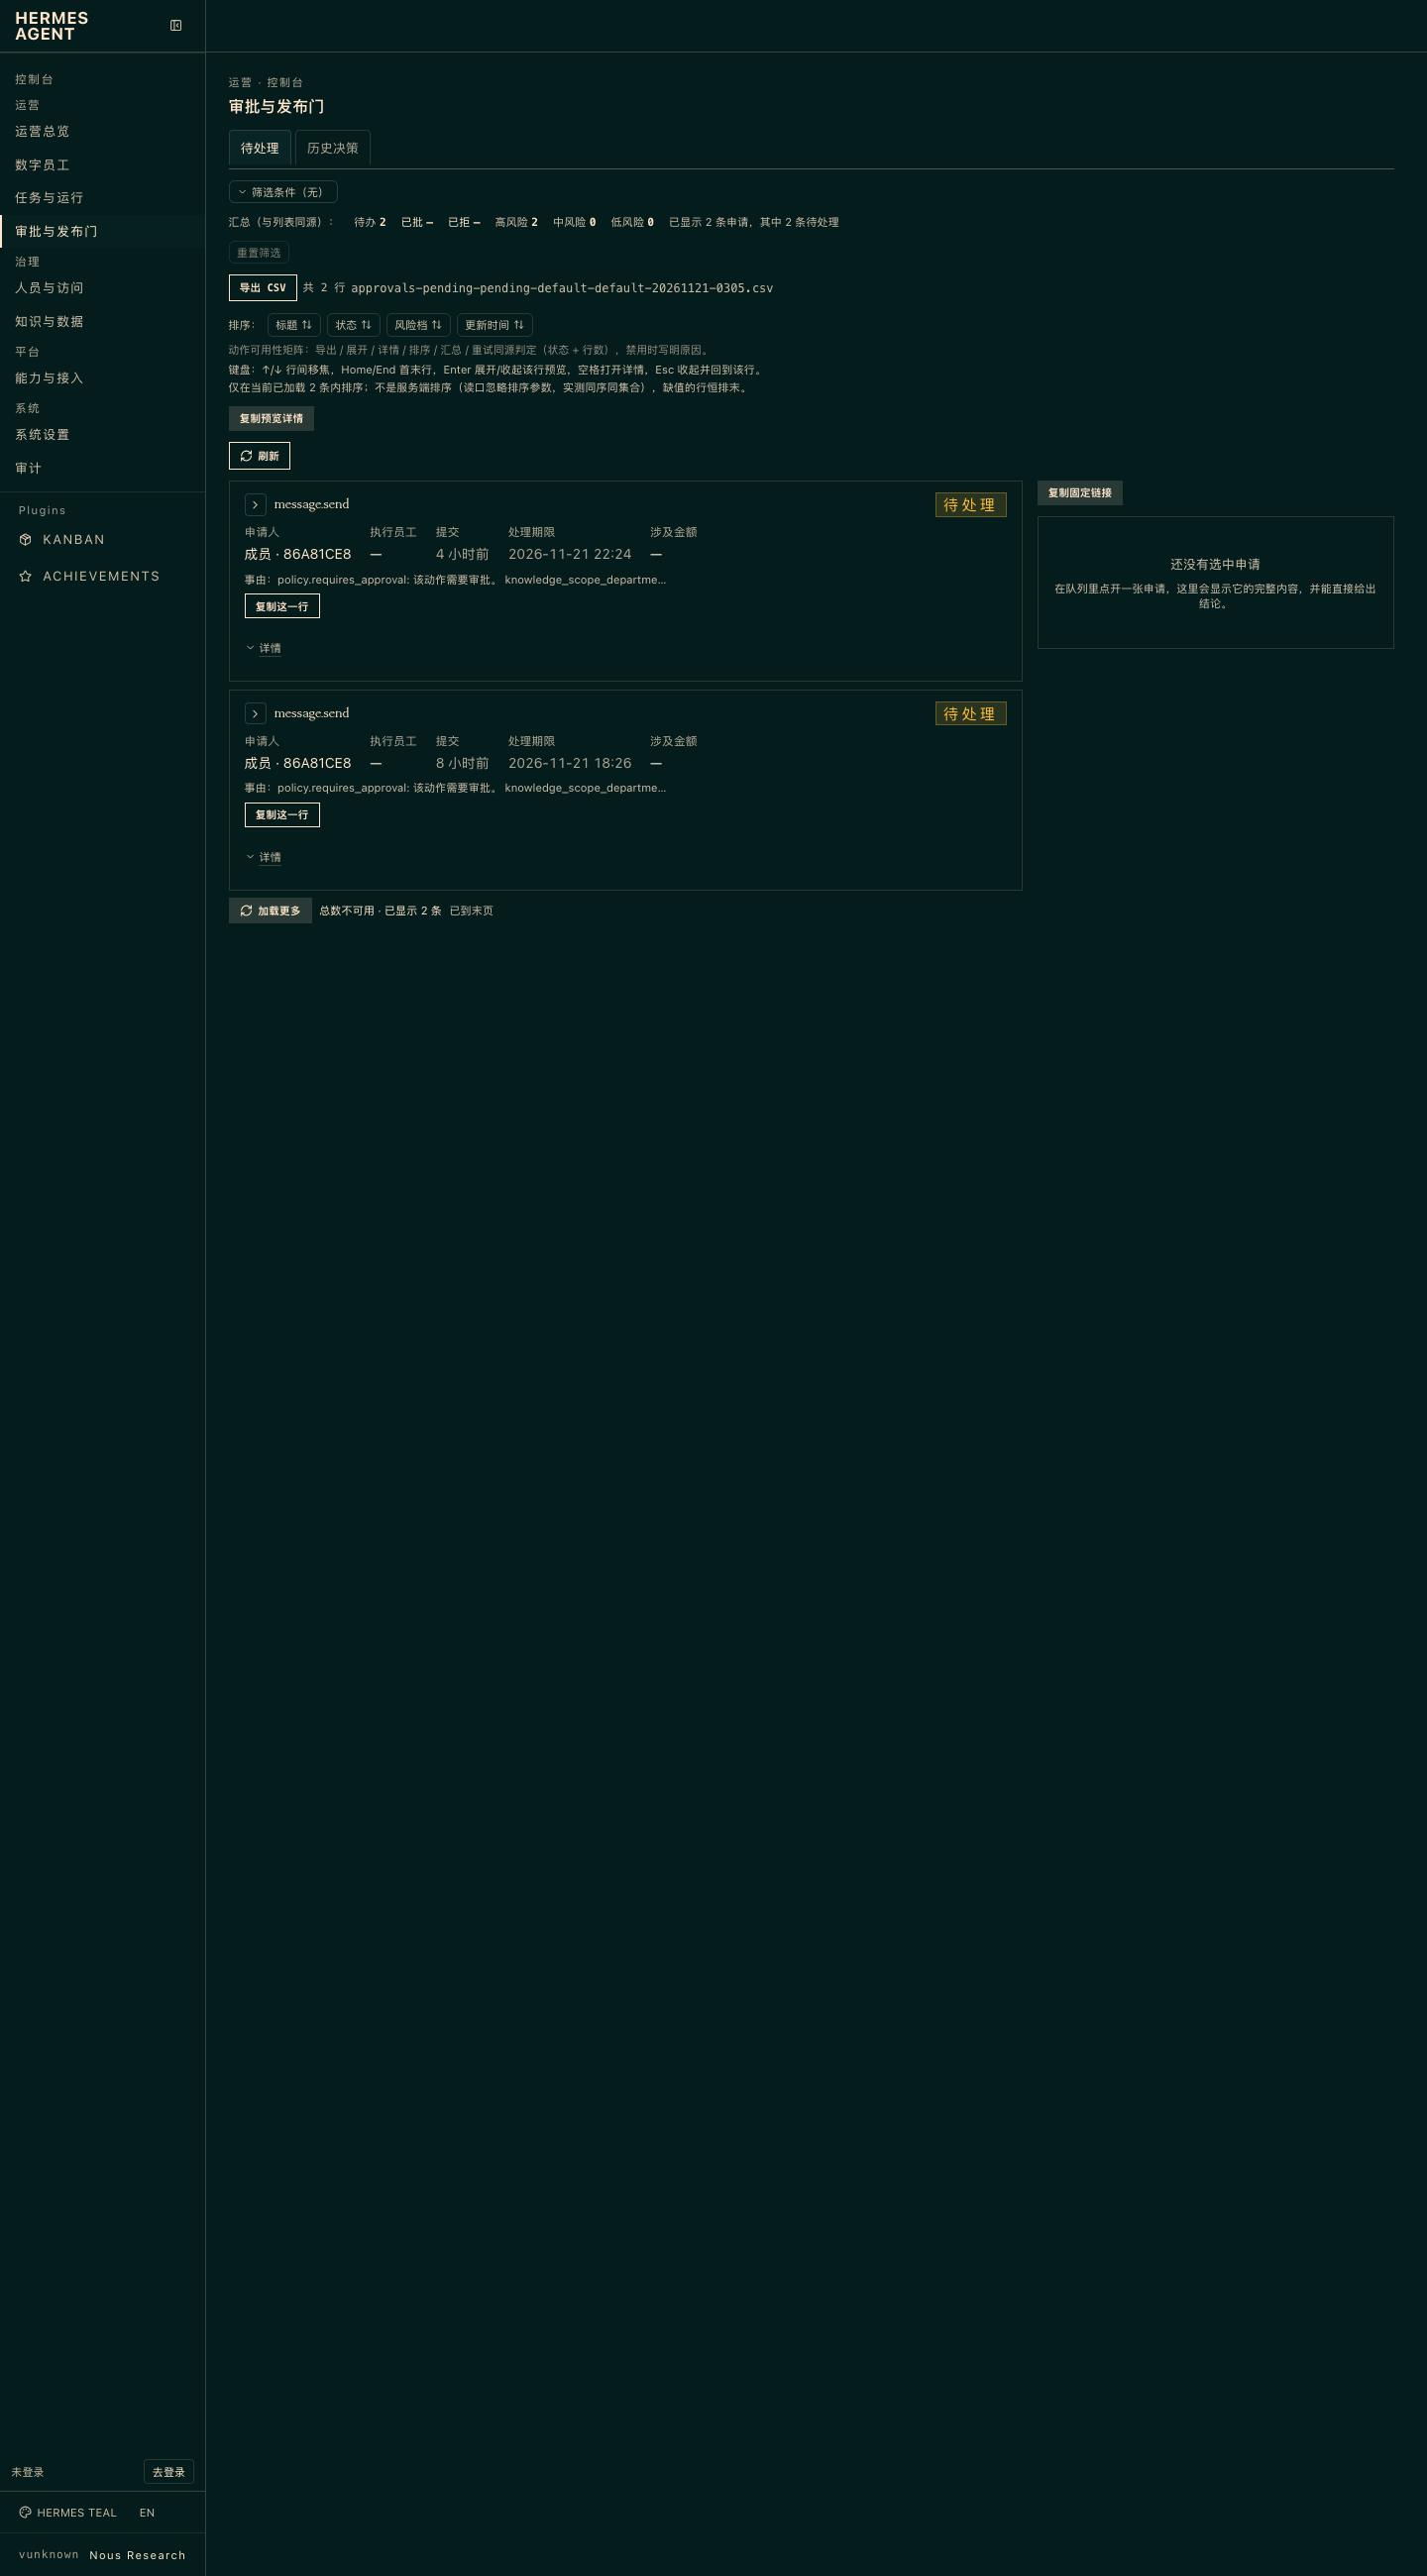 HERMES
AGENT
控制台
运营
运营总览
数字员工
任务与运行
审批与发布门
治理
人员与访问
知识与数据
平台
能力与接入
系统
系统设置
审计
Plugins
KANBAN
ACHIEVEMENTS
未登录 去登录
HERMES TEAL EN
vunknown Nous Research
运营 · 控制台
审批与发布门
待处理 历史决策
筛选条件（无）
汇总（与列表同源）： 待办 2 已批 — 已拒 — 高风险 2 中风险 0 低风险 0 已显示 2 条申请，其中 2 条待处理
重置筛选
导出 CSV 共 2 行 approvals-pending-pending-default-default-20261121-0305.csv
排序： 标题 ⇅ 状态 ⇅ 风险档 ⇅ 更新时间 ⇅
动作可用性矩阵：导出 / 展开 / 详情 / 排序 / 汇总 / 重试同源判定（状态 + 行数），禁用时写明原因。
键盘：↑/↓ 行间移焦，Home/End 首末行，Enter 展开/收起该行预览，空格打开详情，Esc 收起并回到该行。
仅在当前已加载 2 条内排序；不是服务端排序（读口忽略排序参数，实测同序同集合），缺值的行恒排末。
复制预览详情
刷新
message.send 待处理
申请人 执行员工 提交 处理期限 涉及金额
成员 · 86A81CE8 — 4 小时前 2026-11-21 22:24 —
事由：policy.requires_approval: 该动作需要审批。 knowledge_scope_departme...
复制这一行
详情
message.send 待处理
申请人 执行员工 提交 处理期限 涉及金额
成员 · 86A81CE8 — 8 小时前 2026-11-21 18:26 —
事由：policy.requires_approval: 该动作需要审批。 knowledge_scope_departme...
复制这一行
详情
加载更多 总数不可用 · 已显示 2 条 已到末页
复制固定链接
还没有选中申请
在队列里点开一张申请，这里会显示它的完整内容，并能直接给出
结论。